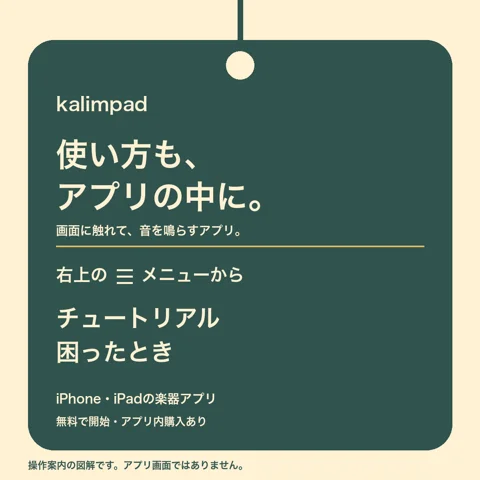 kalimpad
使い方も、
アプリの中に。
画面に触れて、音を鳴らすアプリ。
右上の ☰ メニューから
チュートリアル
困ったとき
iPhone・iPadの楽器アプリ
無料で開始・アプリ内購入あり
操作案内の図解です。アプリ画面ではありません。